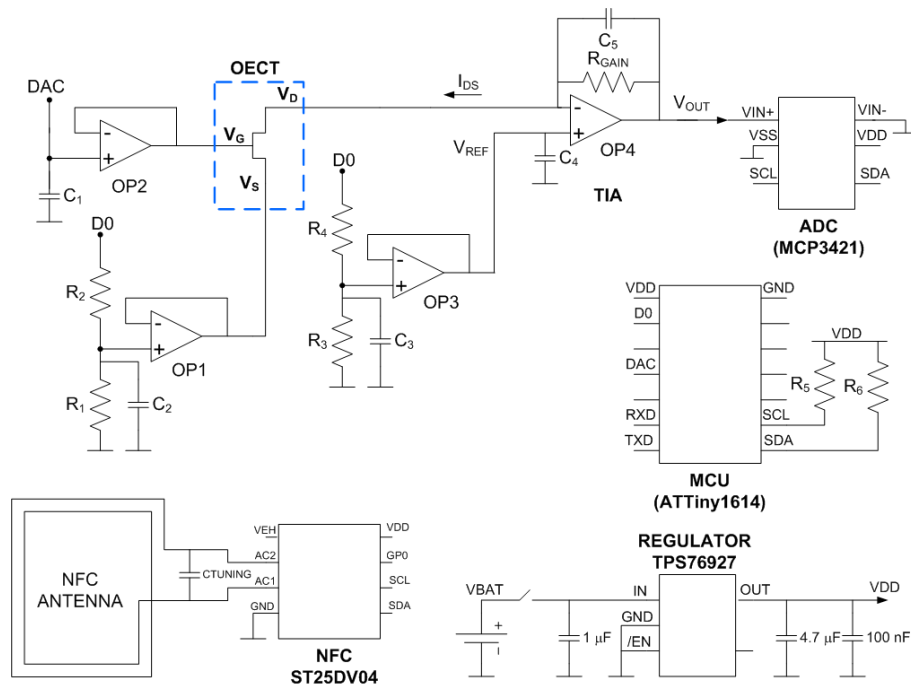 C5
RGAIN
OECT
DAC
VD
IDS
VOUT
VIN+
VIN-
VG
VSS
VDD
-
+
OP2
-
+
OP4
VREF
C4
SCL
SDA
VS
D0
TIA
ADC
(MCP3421)
C1
D0
R4
-
+
OP3
R2
-
+
OP1
R3
C3
R1
C2
VDD
GND
D0
VDD
DAC
R5
R6
RXD
SCL
TXD
SDA
MCU
(ATTiny1614)
NFC
ANTENNA
CTUNING
VEH
VDD
AC2
GP0
AC1
SCL
GND
SDA
NFC
ST25DV04
REGULATOR
TPS76927
VBAT
IN
OUT
VDD
GND
/EN
+
-
1 μF
4.7 μF
100 nF